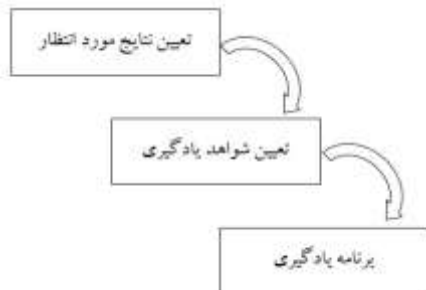 تعیین نتایج مورد انتظار
تعیین شواهد یادگیری
برنامه یادگیری